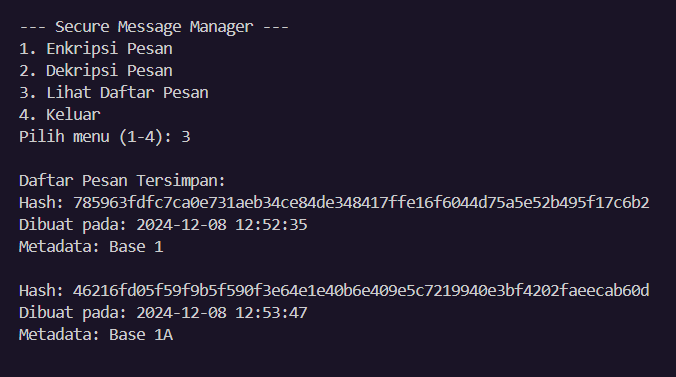 --- Secure Message Manager ---
1. Enkripsi Pesan
2. Dekripsi Pesan
3. Lihat Daftar Pesan
4. Keluar
Pilih menu (1-4): 3
Daftar Pesan Tersimpan:
Hash: 785963fdfc7ca0e731aeb34ce84de348417ffe16f6044d75a5e52b495f17c6b2
Dibuat pada: 2024-12-08 12:52:35
Metadata: Base 1
Hash: 46216fd05f59f9b5f590f3e64e1e40b6e409e5c7219940e3bf4202faeecab60d
Dibuat pada: 2024-12-08 12:53:47
Metadata: Base 1A